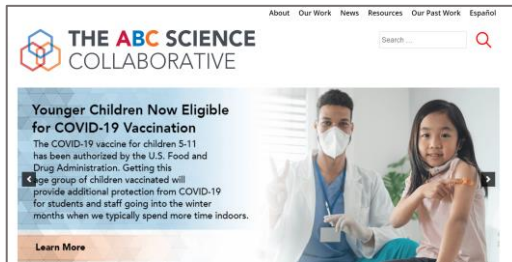 About Our Work News Resources Our Past Work Español
THE ABC SCIENCE
COLLABORATIVE
Search ...
Younger Children Now Eligible
for COVID-19 Vaccination
The COVID-19 vaccine for children 5-11
has been authorized by the U.S. Food and
Drug Administration. Getting this
age group of children vaccinated will
provide additional protection from COVID-19
for students and staff going into the winter
months when we typically spend more time indoors.
Learn More